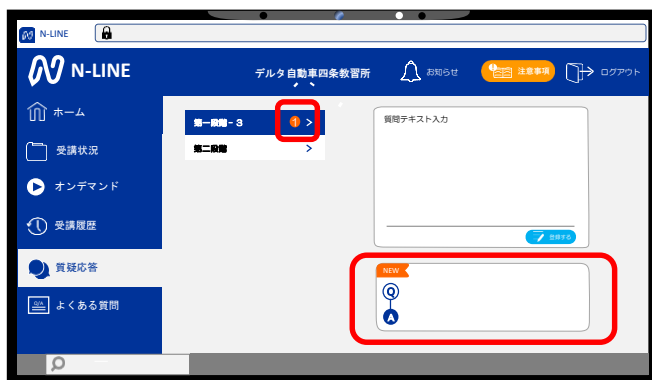 N-LINE
N-LINE
デルタ自動車四条教習所
お知らせ
注意事項
ログアウト
ホーム
受講状況
オンデマンド
受講履歴
質疑応答
Q/A
よくある質問
第一段階－3
1
>
第二段階
>
質問テキスト入力
登録する
NEW
Q
A